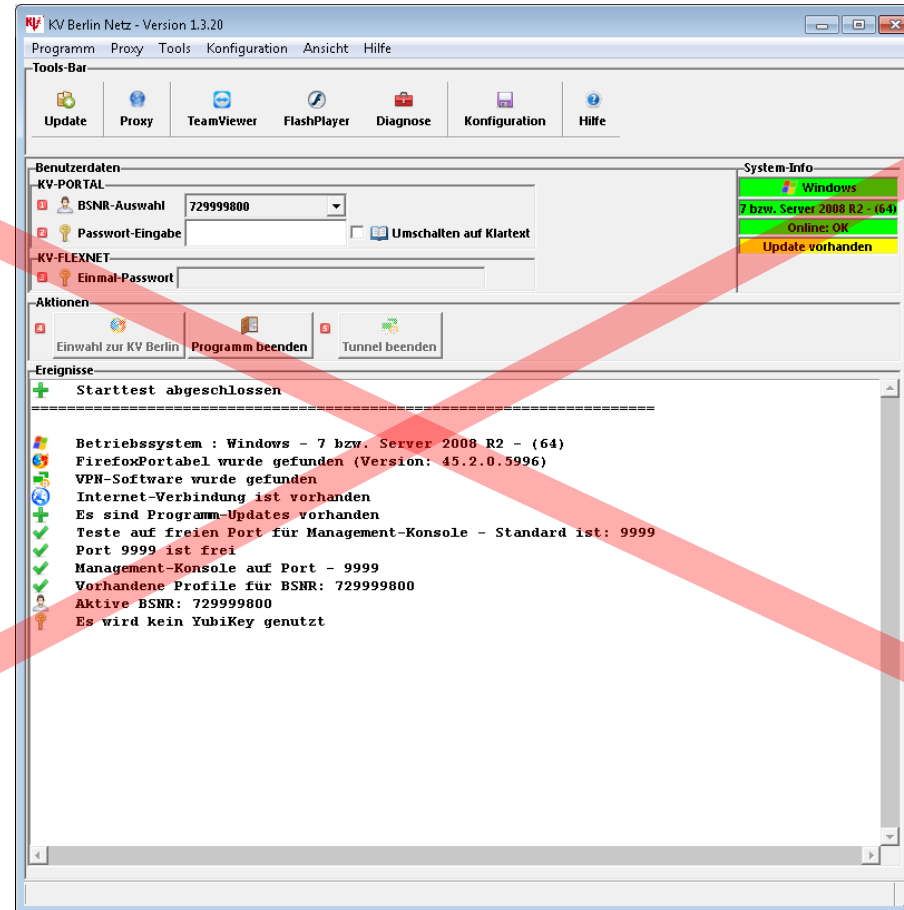 KV Berlin Netz - Version 1.3.20
Programm Proxy Tools Konfiguration Ansicht Hilfe
Tools-Bar
Update Proxy TeamViewer FlashPlayer Diagnose Konfiguration Hilfe
Benutzerdaten
KV-PORTAL
1 BSNR-Auswahl 729999800
2 Passwort-Eingabe Umschalten auf Klartext
KV-FLEXNET
3 Einmal-Passwort
System-Info
Windows
7 bzw. Server 2008 R2 - (64)
Online: OK
Update vorhanden
Aktionen
4 Einwahl zur KV Berlin Programm beenden 5 Tunnel beenden
Ereignisse
Starttest abgeschlossen
======================================================================
Betriebssystem : Windows - 7 bzw. Server 2008 R2 - (64)
FirefoxPortabel wurde gefunden (Version: 45.2.0.5996)
VPN-Software wurde gefunden
Internet-Verbindung ist vorhanden
Es sind Programm-Updates vorhanden
Teste auf freien Port für Management-Konsole - Standard ist: 9999
Port 9999 ist frei
Management-Konsole auf Port - 9999
Vorhandene Profile für BSNR: 729999800
Aktive BSNR: 729999800
Es wird kein YubiKey genutzt